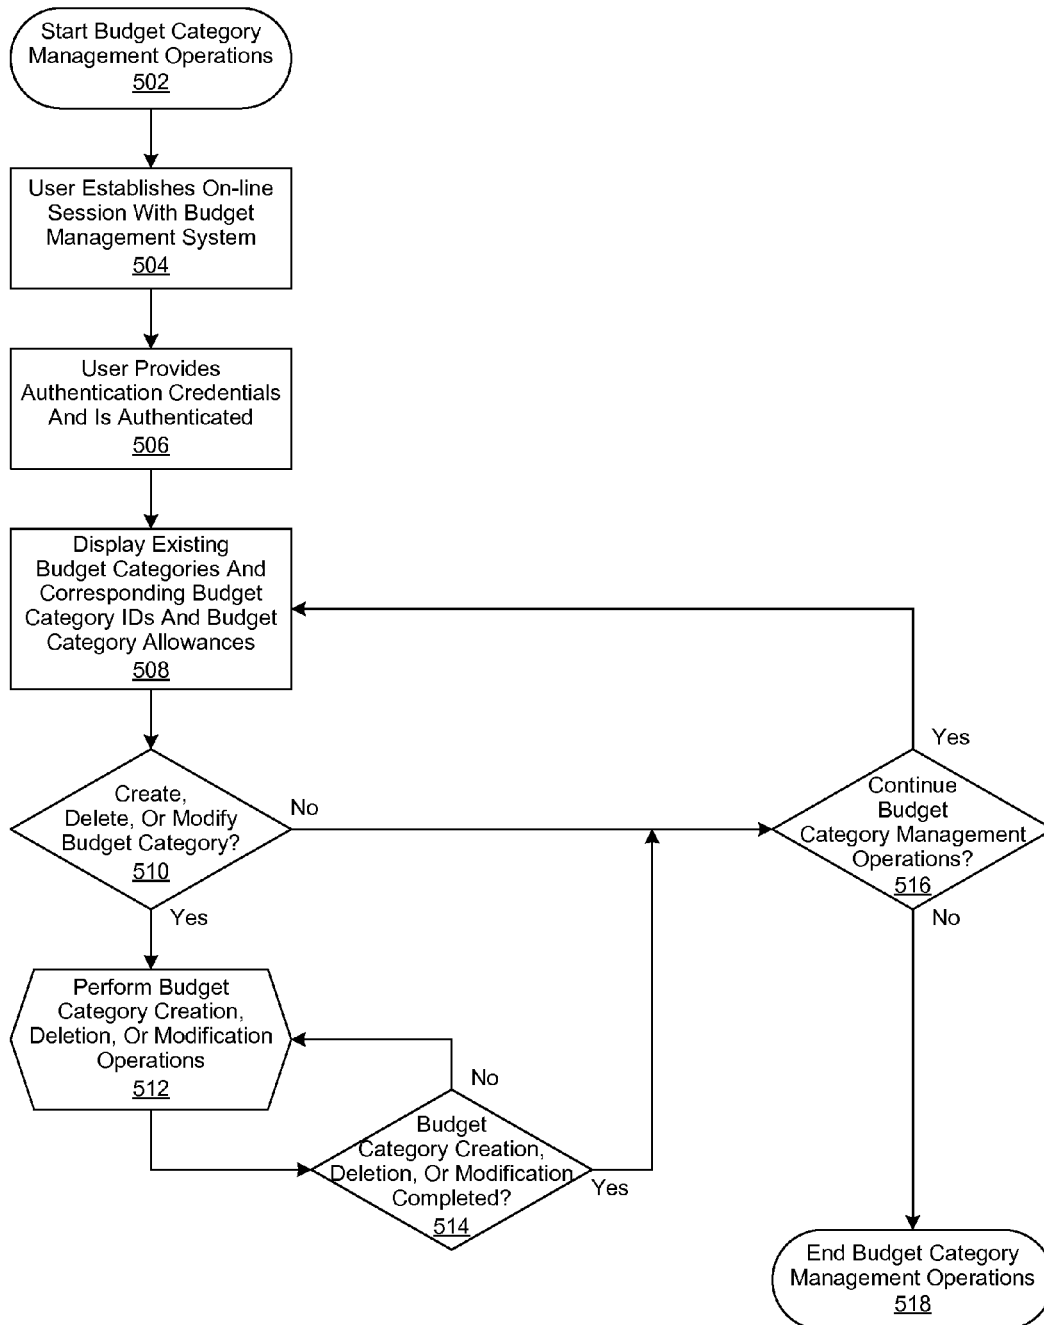 Start Budget Category
Management Operations
502
User Establishes On-line
Session With Budget
Management System
504
User Provides
Authentication Credentials
And Is Authenticated
506
Display Existing
Budget Categories And
Corresponding Budget
Category IDs And Budget
Category Allowances
508
Create,
Delete, Or Modify
Budget Category?
510
No
Yes
Continue
Budget
Category Management
Operations?
516
Yes
No
Perform Budget
Category Creation,
Deletion, Or Modification
Operations
512
Budget
Category Creation,
Deletion, Or Modification
Completed?
514
No
Yes
End Budget Category
Management Operations
518